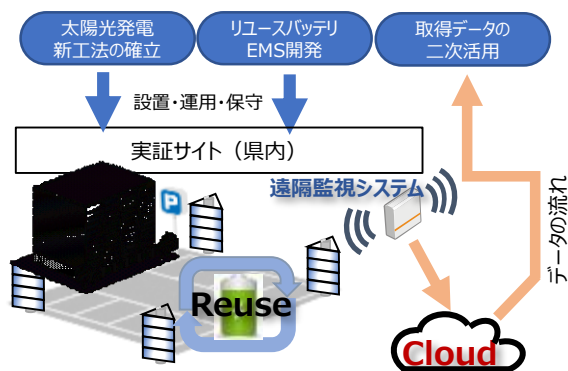 太陽光発電
新工法の確立
リユースバッテリ
EMS開発
取得データの
二次活用
設置・運用・保守
実証サイト（県内）
遠隔監視システム
P
Reuse
データの流れ
Cloud